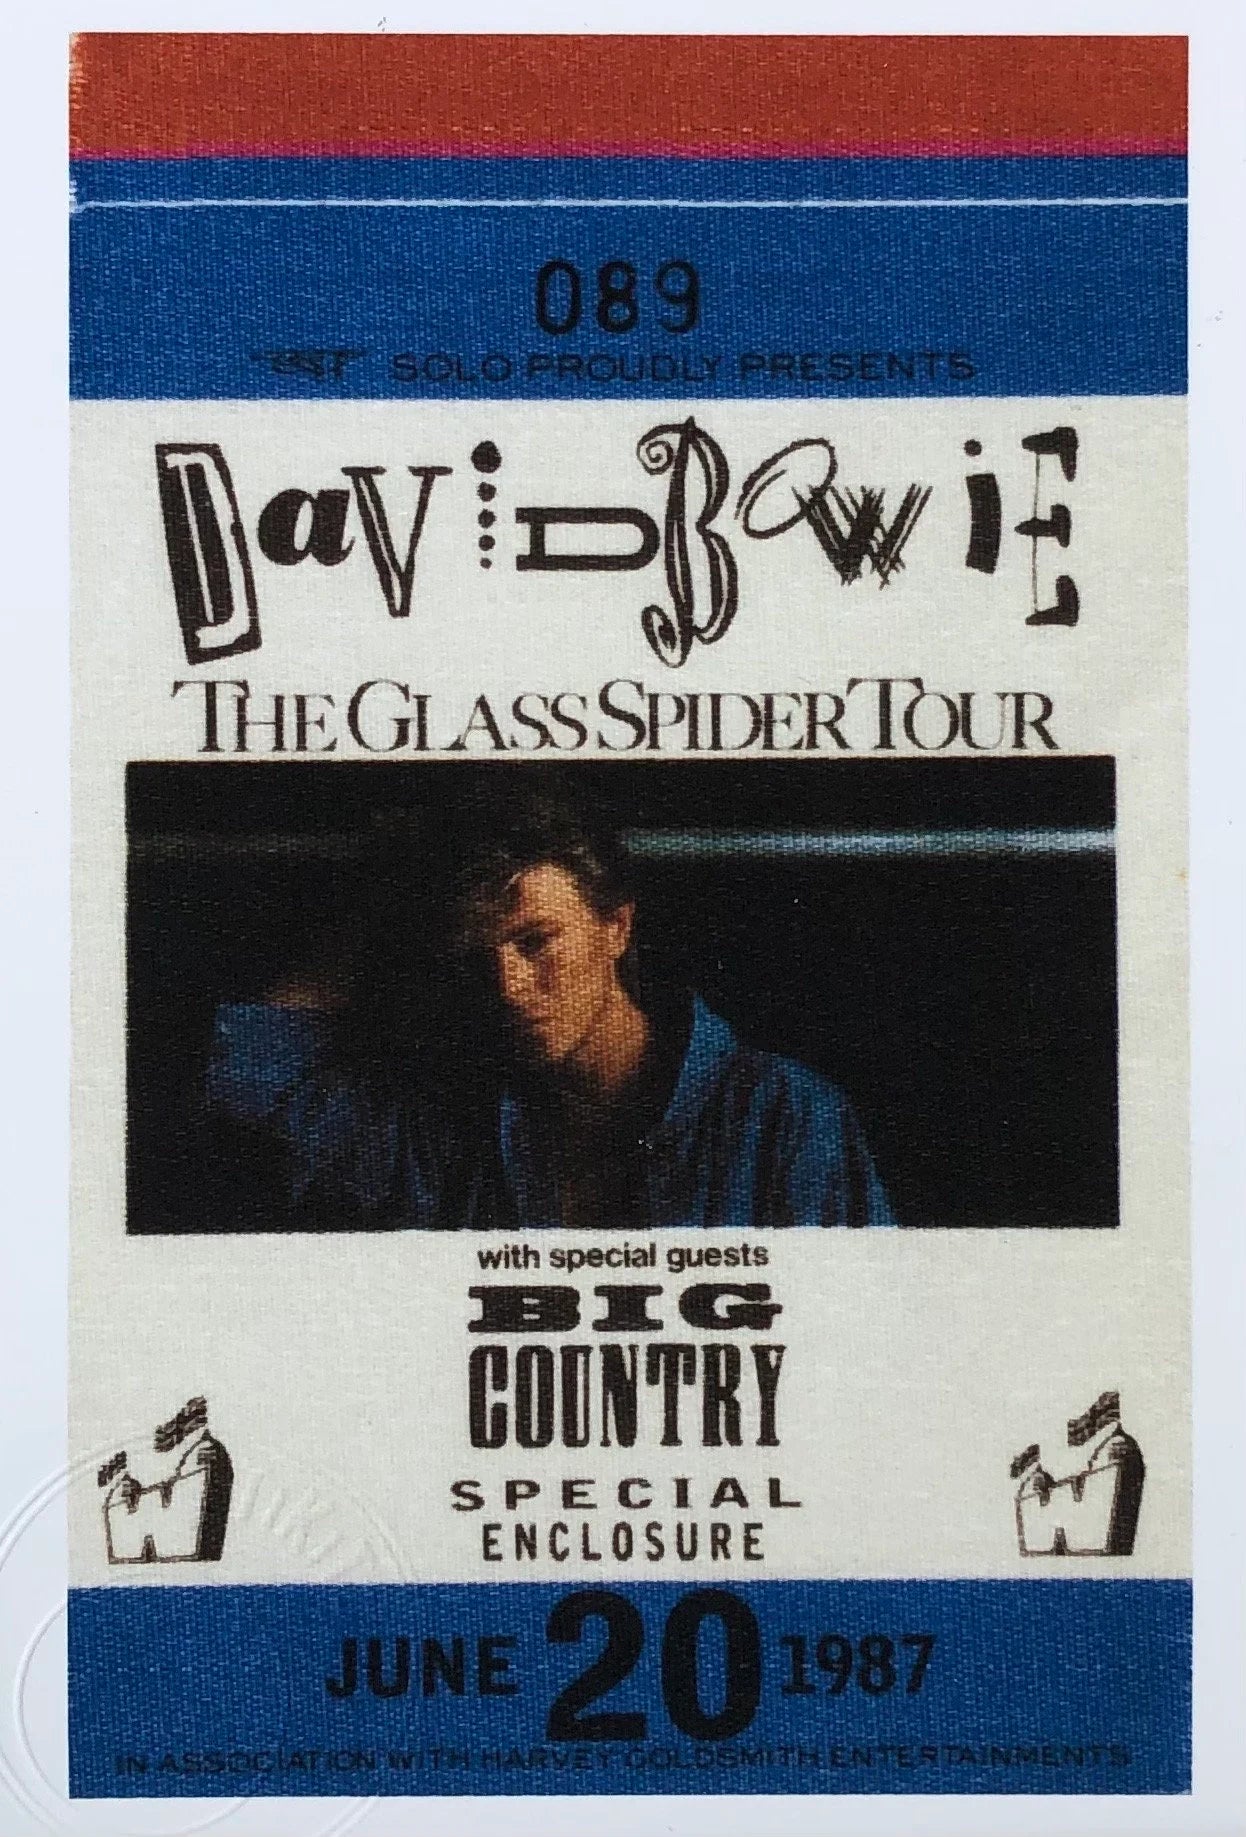 089
SOLO PROUDLY PRESENTS
DaViD BoWiE
THE GLASS SPIDER TOUR
with special guests
BIG
COUNTRY
SPECIAL
ENCLOSURE
JUNE 20 1987
IN ASSOCIATION WITH HARVEY GOLDSMITH ENTERTAINMENTS